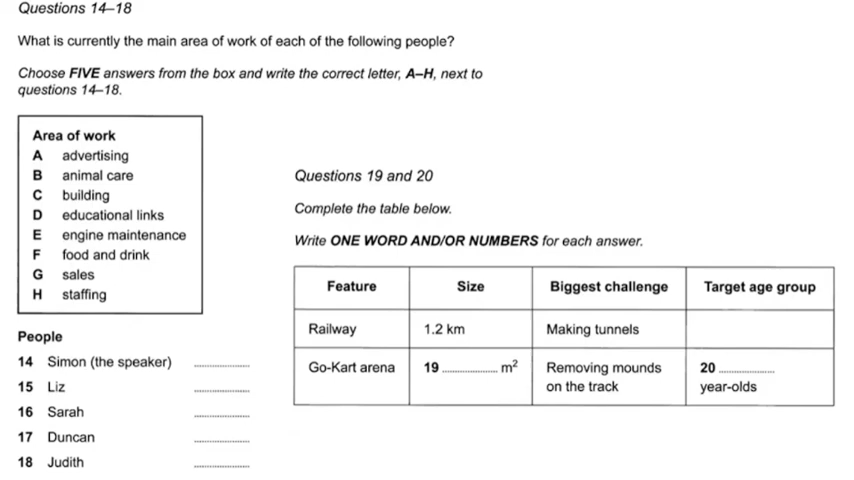 Questions 14–18
What is currently the main area of work of each of the following people?
Choose FIVE answers from the box and write the correct letter, A–H, next to
questions 14–18.
Area of work
A advertising
B animal care
C building
D educational links
E engine maintenance
F food and drink
G sales
H staffing
People
14 Simon (the speaker) ....................
15 Liz ....................
16 Sarah ....................
17 Duncan ....................
18 Judith ....................
Questions 19 and 20
Complete the table below.
Write ONE WORD AND/OR NUMBERS for each answer.
Feature Size Biggest challenge Target age group
Railway 1.2 km Making tunnels
Go-Kart arena 19 .................... m² Removing mounds 20 ....................
on the track year-olds